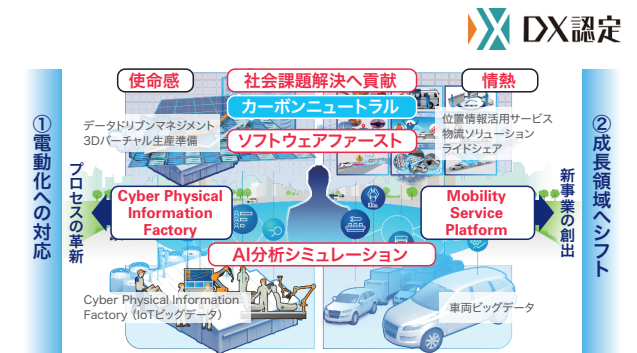 DX認定
使命感
社会課題解決へ貢献
情熱
カーボンニュートラル
データドリブンマネジメント
3Dバーチャル生産準備
ソフトウェアファースト
位置情報活用サービス
物流ソリューション
ライドシェア
①電動化への対応
プロセスの革新
Cyber Physical
Information
Factory
Mobility
Service
Platform
新事業の創出
②成長領域へシフト
AI分析シミュレーション
Cyber Physical Information
Factory（IoTビッグデータ）
車両ビッグデータ